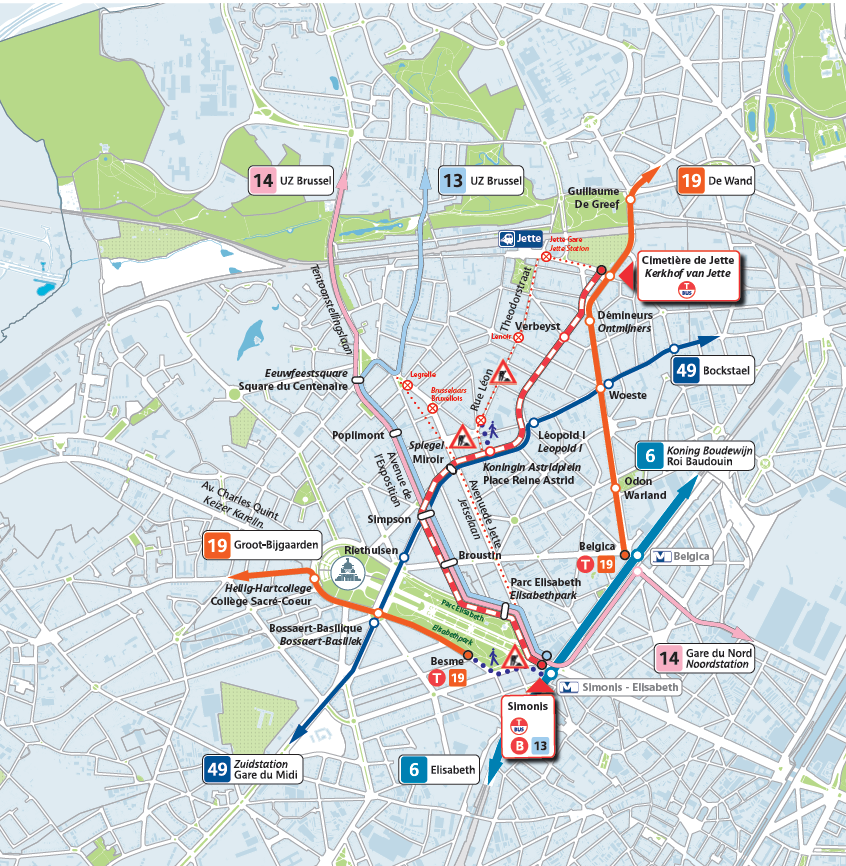 14 UZ Brussel
13 UZ Brussel
Guillaume
De Greef
19 De Wand
Jette
Jette Gare
Jette Station
Cimetière de Jette
Kerkhof van Jette
T
BUS
Tentoonstellingslaan
Theodorstraat
Verbeyst
Lenoir
Démineurs
Ontmijners
Eeuwfeestsquare
Square du Centenaire
Legrelle
Brusselaars
Bruxellois
Rue Léon
49 Bockstael
Woeste
Poplimont
Spiegel
Miroir
Léopold I
Leopold I
Koningin Astridplein
Place Reine Astrid
6 Koning Boudewijn
Roi Baudouin
Avenue de
l'Exposition
Av. Charles Quint
Keizer Karelln.
Avenue de Jette
Jetselaan
Odon
Warland
Simpson
19 Groot-Bijgaarden
Riethuisen
Broustin
Belgica
T 19
M Belgica
Heilig-Hartcollege
Collège Sacré-Coeur
Parc Elisabeth
Elisabethpark
Parc Elisabeth
Elisabethpark
Bossaert-Basilique
Bossaert-Basiliek
Besme
T 19
14 Gare du Nord
Noordstation
M Simonis - Elisabeth
Simonis
T
BUS
B 13
49 Zuidstation
Gare du Midi
6 Elisabeth